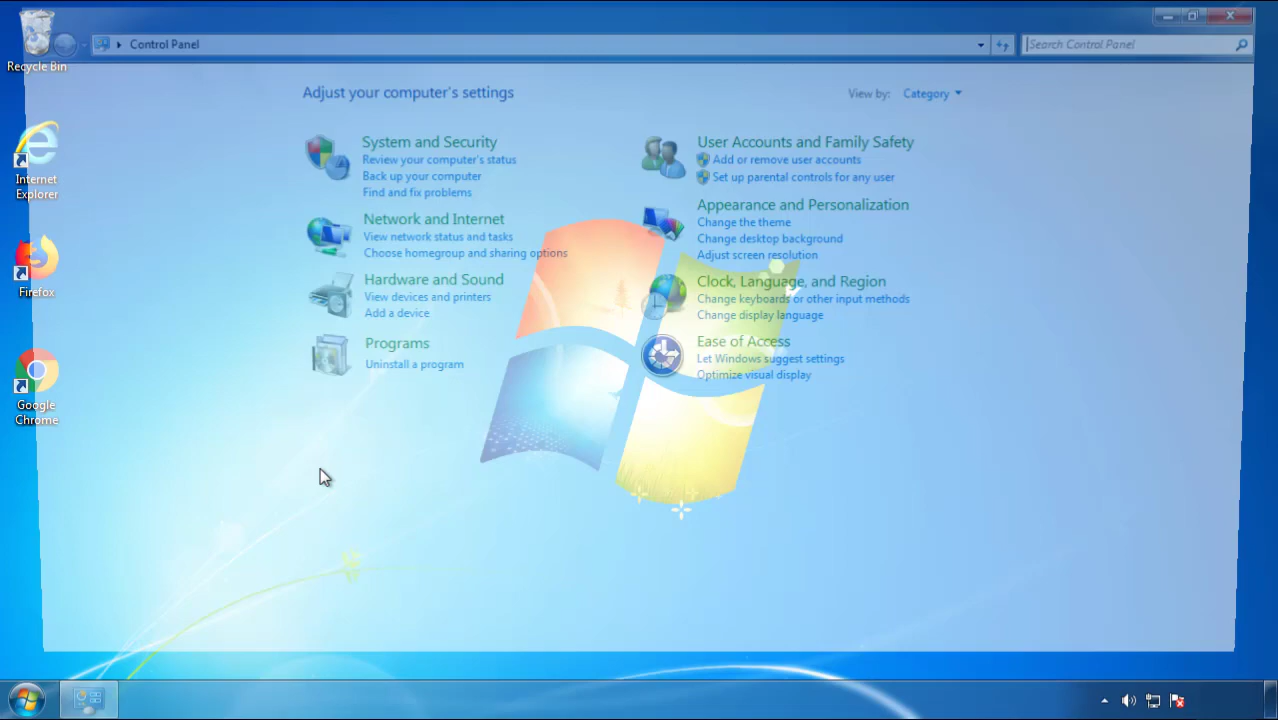 Recycle Bin
Internet
Explorer
Firefox
Google
Chrome
Control Panel
Search Control Panel
Adjust your computer's settings
View by: Category
System and Security
Review your computer's status
Back up your computer
Find and fix problems
Network and Internet
View network status and tasks
Choose homegroup and sharing options
Hardware and Sound
View devices and printers
Add a device
Programs
Uninstall a program
User Accounts and Family Safety
Add or remove user accounts
Set up parental controls for any user
Appearance and Personalization
Change the theme
Change desktop background
Adjust screen resolution
Clock, Language, and Region
Change keyboards or other input methods
Change display language
Ease of Access
Let Windows suggest settings
Optimize visual display